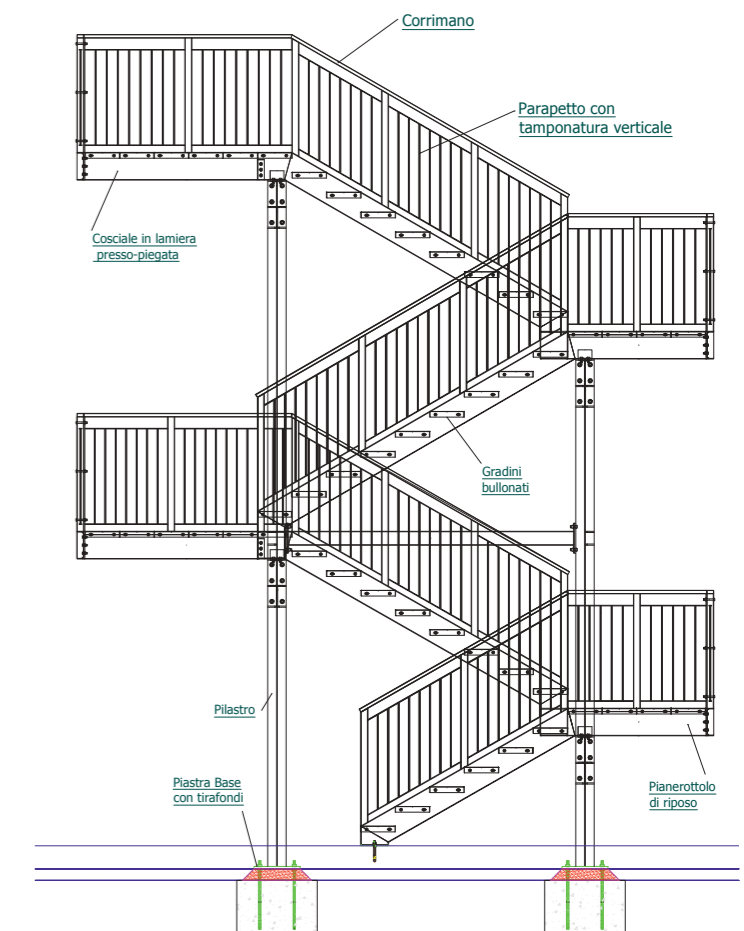 Corrimano
Parapetto con
tamponatura verticale
Cosciale in lamiera
presso-piegata
Gradini
bullonati
Pilastro
Piastra Base
con tirafondi
Pianerottolo
di riposo